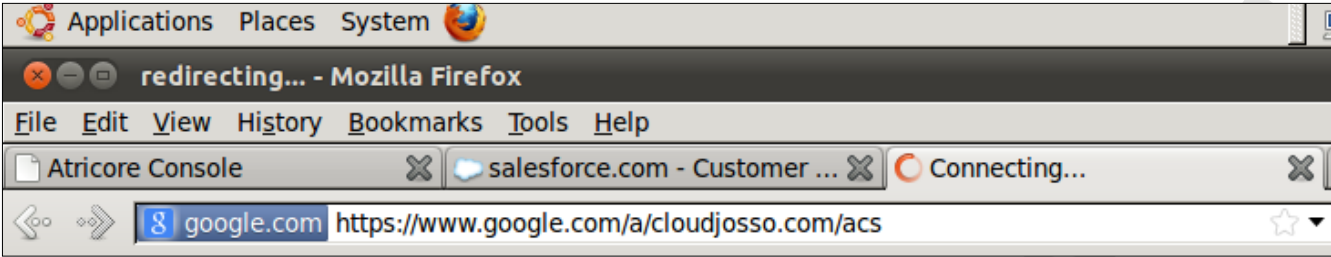 Applications Places System
redirecting... - Mozilla Firefox
File Edit View History Bookmarks Tools Help
Atricore Console salesforce.com - Customer ... Connecting...
8 google.com https://www.google.com/a/cloudjosso.com/acs